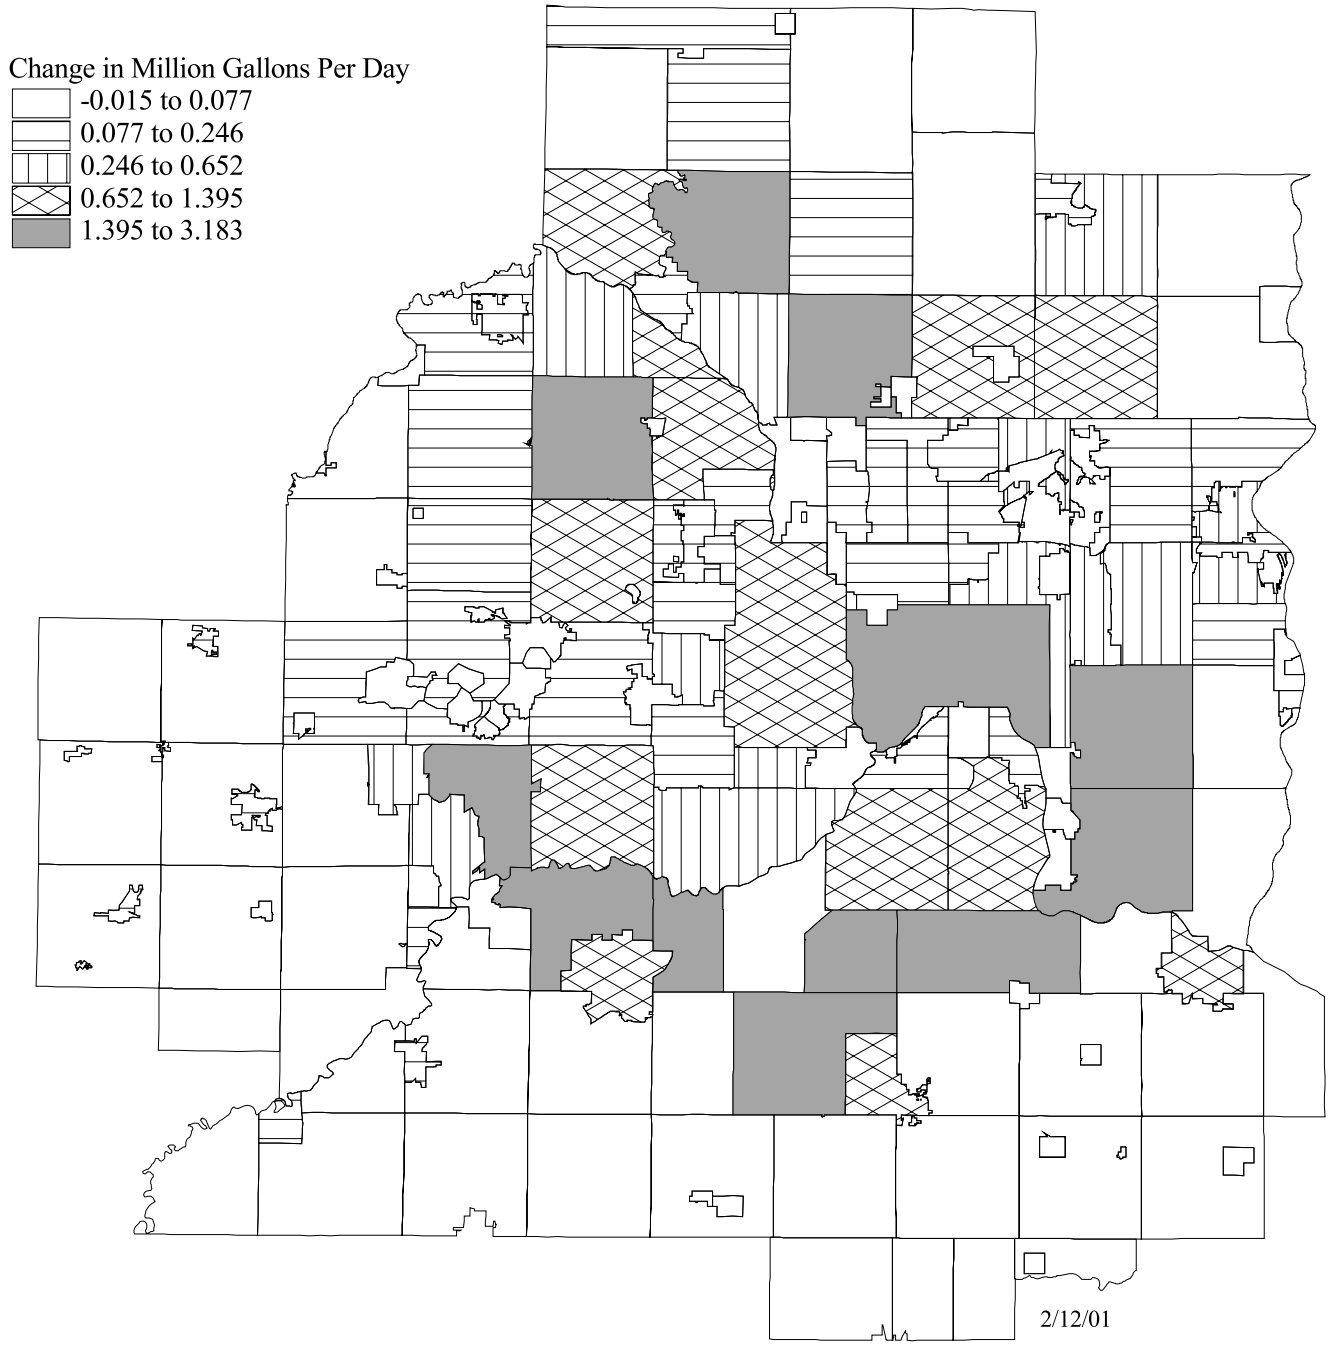 Change in Million Gallons Per Day
-0.015 to 0.077
0.077 to 0.246
0.246 to 0.652
0.652 to 1.395
1.395 to 3.183
2/12/01